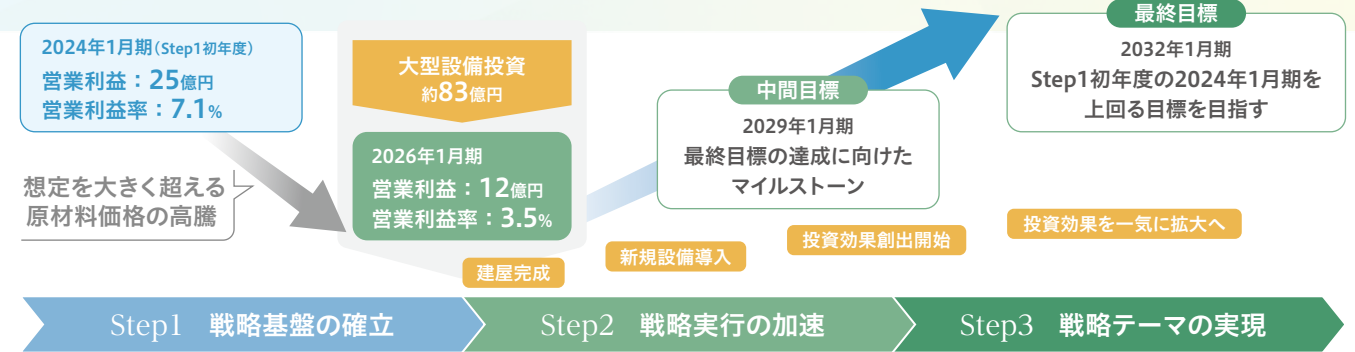 2024年1月期(Step1初年度)
営業利益：25億円
営業利益率：7.1%
想定を大きく超える
原材料価格の高騰
大型設備投資
約83億円
2026年1月期
営業利益：12億円
営業利益率：3.5%
中間目標
2029年1月期
最終目標の達成に向けた
マイルストーン
最終目標
2032年1月期
Step1初年度の2024年1月期を
上回る目標を目指す
建屋完成
新規設備導入
投資効果創出開始
投資効果を一気に拡大へ
Step1 戦略基盤の確立
Step2 戦略実行の加速
Step3 戦略テーマの実現